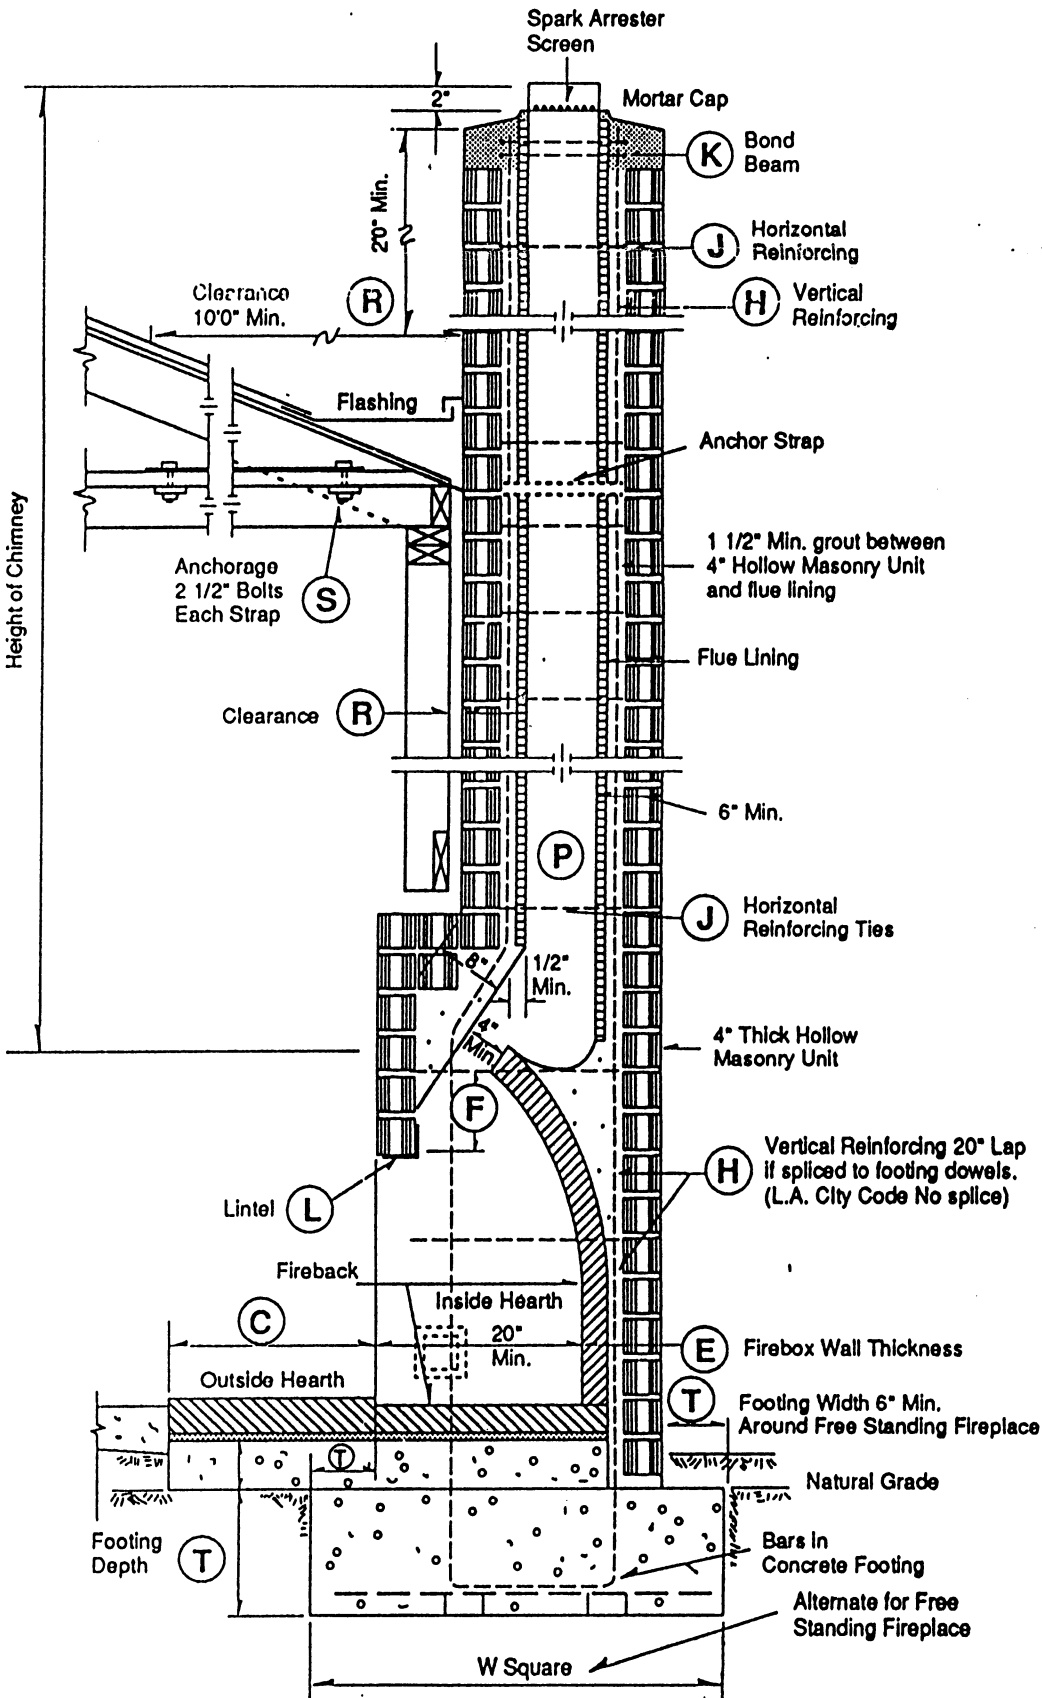 Spark Arrester
Screen
2"
Mortar Cap
K
Bond
Beam
2'0" Min.
J
Horizontal
Reinforcing
Clearance
10'0" Min.
R
H
Vertical
Reinforcing
Flashing
Anchor Strap
Height of Chimney
1 1/2" Min. grout between
4" Hollow Masonry Unit
and flue lining
Anchorage
2 1/2" Bolts
Each Strap
S
Flue Lining
Clearance
R
6" Min.
P
J
Horizontal
Reinforcing Ties
8"
1/2"
Min.
4"
Min.
4" Thick Hollow
Masonry Unit
F
H
Vertical Reinforcing 20" Lap
if spliced to footing dowels.
(L.A. City Code No splice)
Lintel
L
Fireback
Inside Hearth
C
20"
Min.
E
Firebox Wall Thickness
Outside Hearth
T
Footing Width 6" Min.
Around Free Standing Fireplace
T
Natural Grade
Footing
Depth
T
Bars In
Concrete Footing
Alternate for Free
Standing Fireplace
W Square